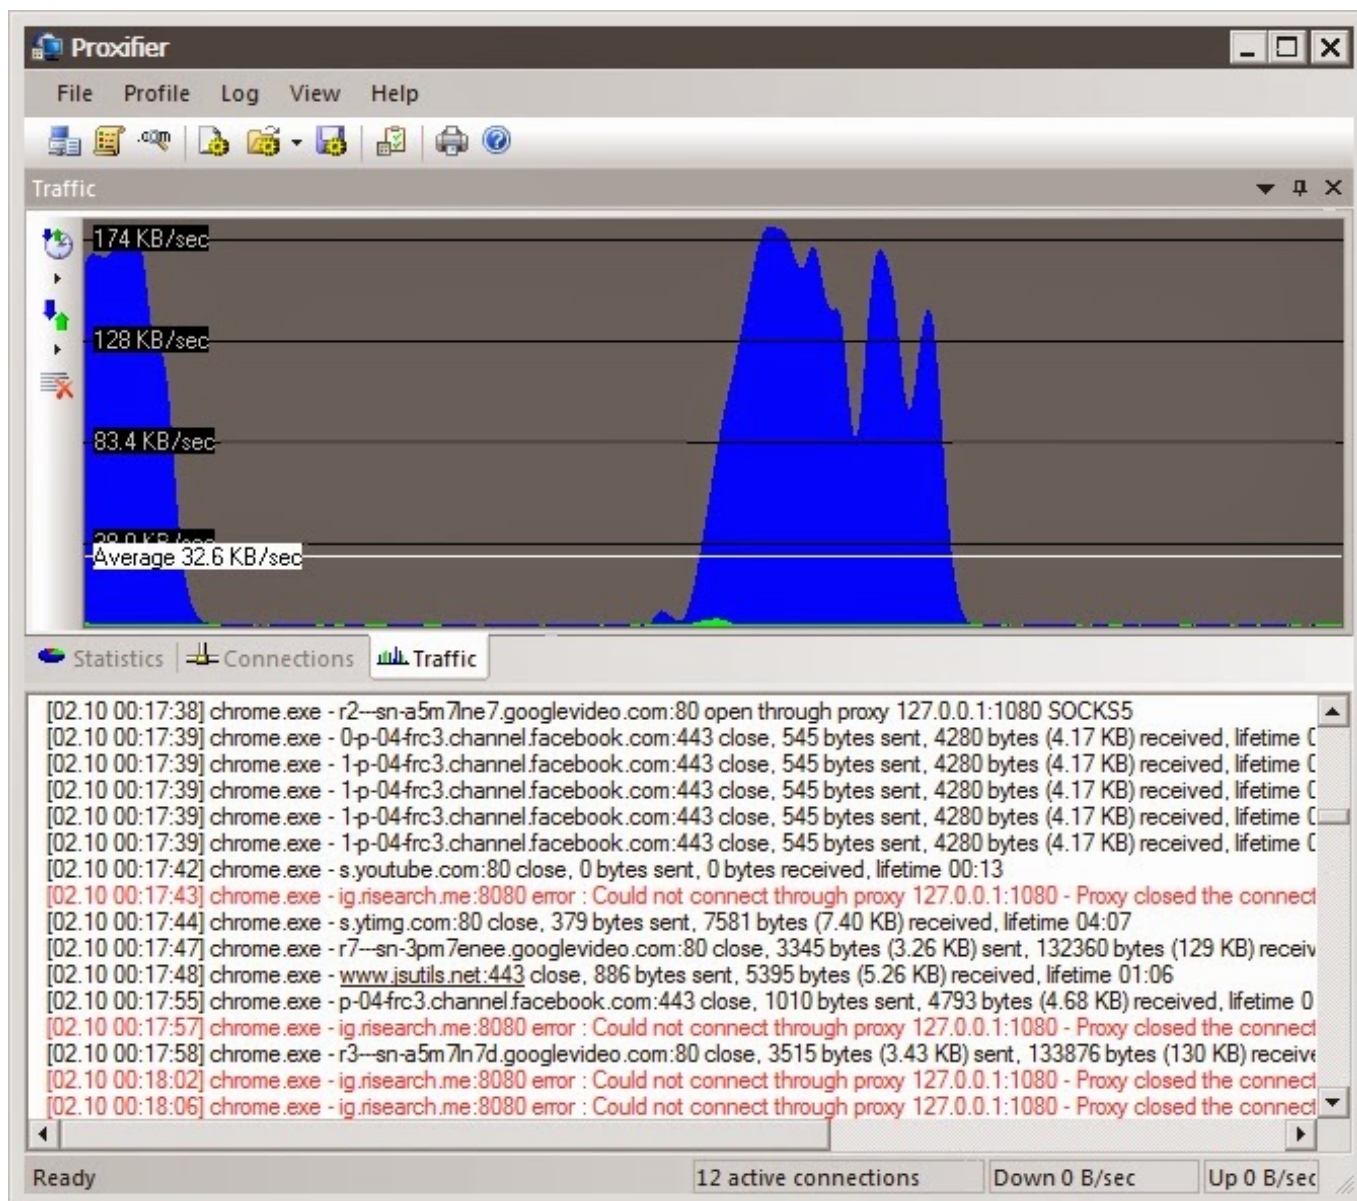 Proxifier
File Profile Log View Help
Traffic
174 KB/sec
128 KB/sec
83.4 KB/sec
Average 32.6 KB/sec
Statistics Connections Traffic
[02.10 00:17:38] chrome.exe - r2---sn-a5m7lne7.googlevideo.com:80 open through proxy 127.0.0.1:1080 SOCKS5
[02.10 00:17:39] chrome.exe - 0-p-04-frc3.channel.facebook.com:443 close, 545 bytes sent, 4280 bytes (4.17 KB) received, lifetime 0
[02.10 00:17:39] chrome.exe - 1-p-04-frc3.channel.facebook.com:443 close, 545 bytes sent, 4280 bytes (4.17 KB) received, lifetime 0
[02.10 00:17:39] chrome.exe - 1-p-04-frc3.channel.facebook.com:443 close, 545 bytes sent, 4280 bytes (4.17 KB) received, lifetime 0
[02.10 00:17:39] chrome.exe - 1-p-04-frc3.channel.facebook.com:443 close, 545 bytes sent, 4280 bytes (4.17 KB) received, lifetime 0
[02.10 00:17:39] chrome.exe - 1-p-04-frc3.channel.facebook.com:443 close, 545 bytes sent, 4280 bytes (4.17 KB) received, lifetime 0
[02.10 00:17:42] chrome.exe - s.youtube.com:80 close, 0 bytes sent, 0 bytes received, lifetime 00:13
[02.10 00:17:43] chrome.exe - ig.risearch.me:8080 error : Could not connect through proxy 127.0.0.1:1080 - Proxy closed the connect
[02.10 00:17:44] chrome.exe - s.ytimg.com:80 close, 379 bytes sent, 7581 bytes (7.40 KB) received, lifetime 04:07
[02.10 00:17:47] chrome.exe - r7---sn-3pm7enee.googlevideo.com:80 close, 3345 bytes (3.26 KB) sent, 132360 bytes (129 KB) receiv
[02.10 00:17:48] chrome.exe - www.jsutils.net:443 close, 886 bytes sent, 5395 bytes (5.26 KB) received, lifetime 01:06
[02.10 00:17:55] chrome.exe - p-04-frc3.channel.facebook.com:443 close, 1010 bytes sent, 4793 bytes (4.68 KB) received, lifetime 0
[02.10 00:17:57] chrome.exe - ig.risearch.me:8080 error : Could not connect through proxy 127.0.0.1:1080 - Proxy closed the connect
[02.10 00:17:58] chrome.exe - r3---sn-a5m7ln7d.googlevideo.com:80 close, 3515 bytes (3.43 KB) sent, 133876 bytes (130 KB) receive
[02.10 00:18:02] chrome.exe - ig.risearch.me:8080 error : Could not connect through proxy 127.0.0.1:1080 - Proxy closed the connect
[02.10 00:18:06] chrome.exe - ig.risearch.me:8080 error : Could not connect through proxy 127.0.0.1:1080 - Proxy closed the connect
Ready 12 active connections Down 0 B/sec Up 0 B/sec